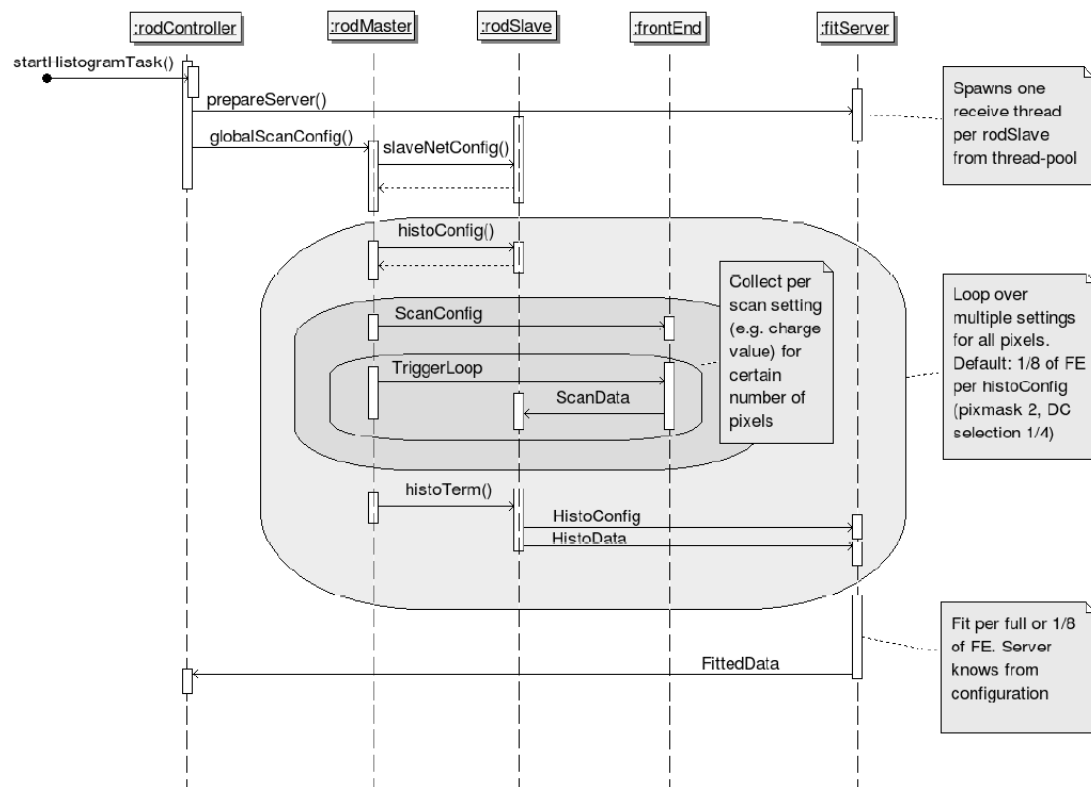 :rodController
:rodMaster
:rodSlave
:frontEnd
:fitServer
startHistogramTask()
prepareServer()
globalScanConfig()
slaveNetConfig()
Spawns one
receive thread
per rodSlave
from thread-pool
histoConfig()
Collect per
scan setting
(e.g. charge
value) for
certain
number of
pixels
ScanConfig
TriggerLoop
ScanData
Loop over
multiple settings
for all pixels.
Default: 1/8 of FE
per histoConfig
(pixmask 2, DC
selection 1/4)
histoTerm()
HistoConfig
HistoData
Fit per full or 1/8
of FE. Server
knows from
configuration
FittedData